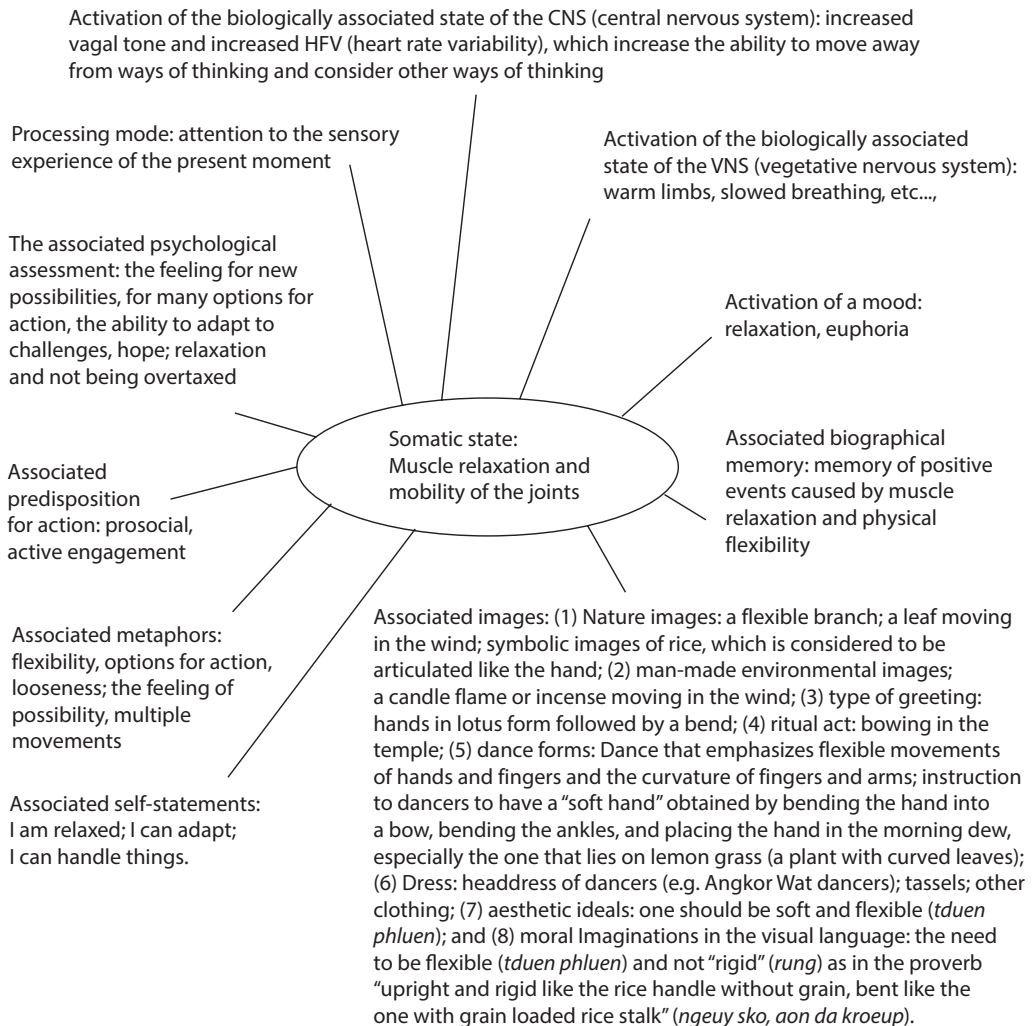 Activation of the biologically associated state of the CNS (central nervous system): increased
vagal tone and increased HFV (heart rate variability), which increase the ability to move away
from ways of thinking and consider other ways of thinking
Processing mode: attention to the sensory
experience of the present moment
Activation of the biologically associated
state of the VNS (vegetative nervous system):
warm limbs, slowed breathing, etc...,
The associated psychological
assessment: the feeling for new
possibilities, for many options for
action, the ability to adapt to
challenges, hope; relaxation
and not being overtaxed
Activation of a mood:
relaxation, euphoria
Somatic state:
Muscle relaxation and
mobility of the joints
Associated biographical
memory: memory of positive
events caused by muscle
relaxation and physical
flexibility
Associated
predisposition
for action: prosocial,
active engagement
Associated metaphors:
flexibility, options for action,
looseness; the feeling of
possibility, multiple
movements
Associated self-statements:
I am relaxed; I can adapt;
I can handle things.
Associated images: (1) Nature images: a flexible branch; a leaf moving
in the wind; symbolic images of rice, which is considered to be
articulated like the hand; (2) man-made environmental images;
a candle flame or incense moving in the wind; (3) type of greeting:
hands in lotus form followed by a bend; (4) ritual act: bowing in the
temple; (5) dance forms: Dance that emphasizes flexible movements
of hands and fingers and the curvature of fingers and arms; instruction
to dancers to have a “soft hand” obtained by bending the hand into
a bow, bending the ankles, and placing the hand in the morning dew,
especially the one that lies on lemon grass (a plant with curved leaves);
(6) Dress: headdress of dancers (e.g. Angkor Wat dancers); tassels; other
clothing; (7) aesthetic ideals: one should be soft and flexible (tduen
phluen); and (8) moral Imaginations in the visual language: the need
to be flexible (tduen phluen) and not “rigid” (rung) as in the proverb
“upright and rigid like the rice handle without grain, bent like the
one with grain loaded rice stalk” (ngeuy sko, aon da kroeup).